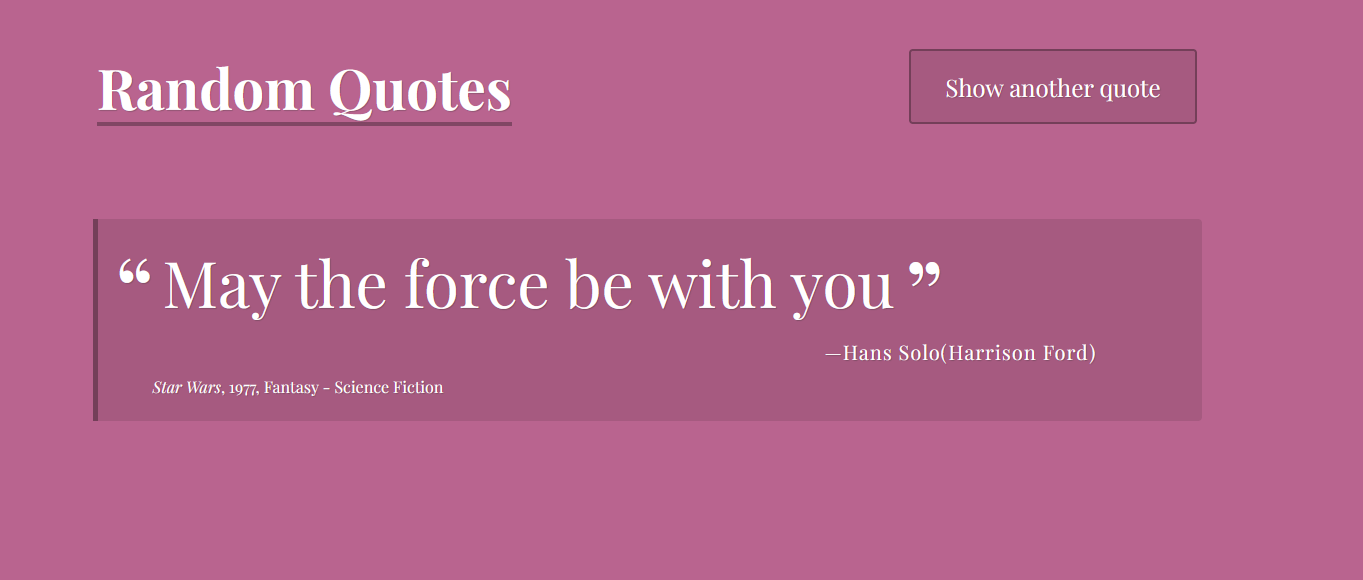 Random Quotes
Show another quote
“ May the force be with you ”
—Hans Solo(Harrison Ford)
Star Wars, 1977, Fantasy - Science Fiction